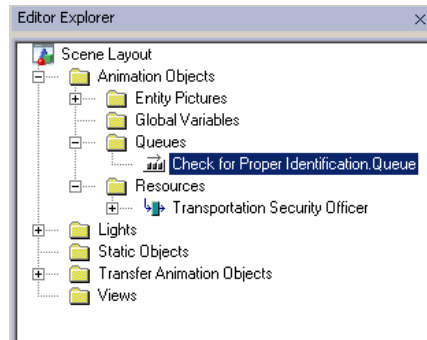 Editor Explorer
Scene Layout
Animation Objects
Entity Pictures
Global Variables
Queues
Check for Proper Identification.Queue
Resources
Transportation Security Officer
Lights
Static Objects
Transfer Animation Objects
Views